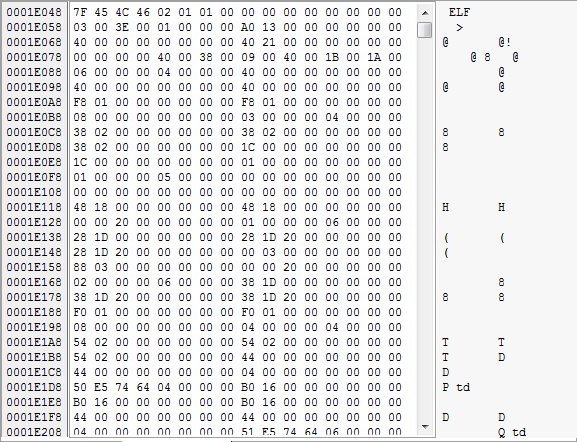 0001E048 7F 45 4C 46 02 01 01 00 00 00 00 00 00 00 00 00 ELF
0001E058 03 00 3E 00 01 00 00 00 A0 13 00 00 00 00 00 00 >
0001E068 40 00 00 00 00 00 00 00 40 21 00 00 00 00 00 00 @ @!
0001E078 00 00 00 00 40 00 38 00 09 00 40 00 1B 00 1A 00 @ 8 @
0001E088 06 00 00 00 04 00 00 00 40 00 00 00 00 00 00 00 @
0001E098 40 00 00 00 00 00 00 00 40 00 00 00 00 00 00 00 @ @
0001E0A8 F8 01 00 00 00 00 00 00 F8 01 00 00 00 00 00 00
0001E0B8 08 00 00 00 00 00 00 00 03 00 00 00 04 00 00 00
0001E0C8 38 02 00 00 00 00 00 00 38 02 00 00 00 00 00 00 8 8
0001E0D8 38 02 00 00 00 00 00 00 1C 00 00 00 00 00 00 00 8
0001E0E8 1C 00 00 00 00 00 00 00 01 00 00 00 00 00 00 00
0001E0F8 01 00 00 00 05 00 00 00 00 00 00 00 00 00 00 00
0001E108 00 00 00 00 00 00 00 00 00 00 00 00 00 00 00 00
0001E118 48 18 00 00 00 00 00 00 48 18 00 00 00 00 00 00 H H
0001E128 00 00 20 00 00 00 00 00 01 00 00 00 06 00 00 00
0001E138 28 1D 00 00 00 00 00 00 28 1D 20 00 00 00 00 00 ( (
0001E148 28 1D 20 00 00 00 00 00 00 03 00 00 00 00 00 00 (
0001E158 88 03 00 00 00 00 00 00 00 00 20 00 00 00 00 00
0001E168 02 00 00 00 06 00 00 00 38 1D 00 00 00 00 00 00 8
0001E178 38 1D 20 00 00 00 00 00 38 1D 20 00 00 00 00 00 8 8
0001E188 F0 01 00 00 00 00 00 00 F0 01 00 00 00 00 00 00
0001E198 08 00 00 00 00 00 00 00 04 00 00 00 04 00 00 00
0001E1A8 54 02 00 00 00 00 00 00 54 02 00 00 00 00 00 00 T T
0001E1B8 54 02 00 00 00 00 00 00 44 00 00 00 00 00 00 00 T D
0001E1C8 44 00 00 00 00 00 00 00 04 00 00 00 00 00 00 00 D
0001E1D8 50 E5 74 64 04 00 00 00 B0 16 00 00 00 00 00 00 P td
0001E1E8 B0 16 00 00 00 00 00 00 B0 16 00 00 00 00 00 00
0001E1F8 44 00 00 00 00 00 00 00 44 00 00 00 00 00 00 00 D D
0001E208 04 00 00 00 00 00 00 00 51 E5 74 64 06 00 00 00 Q td